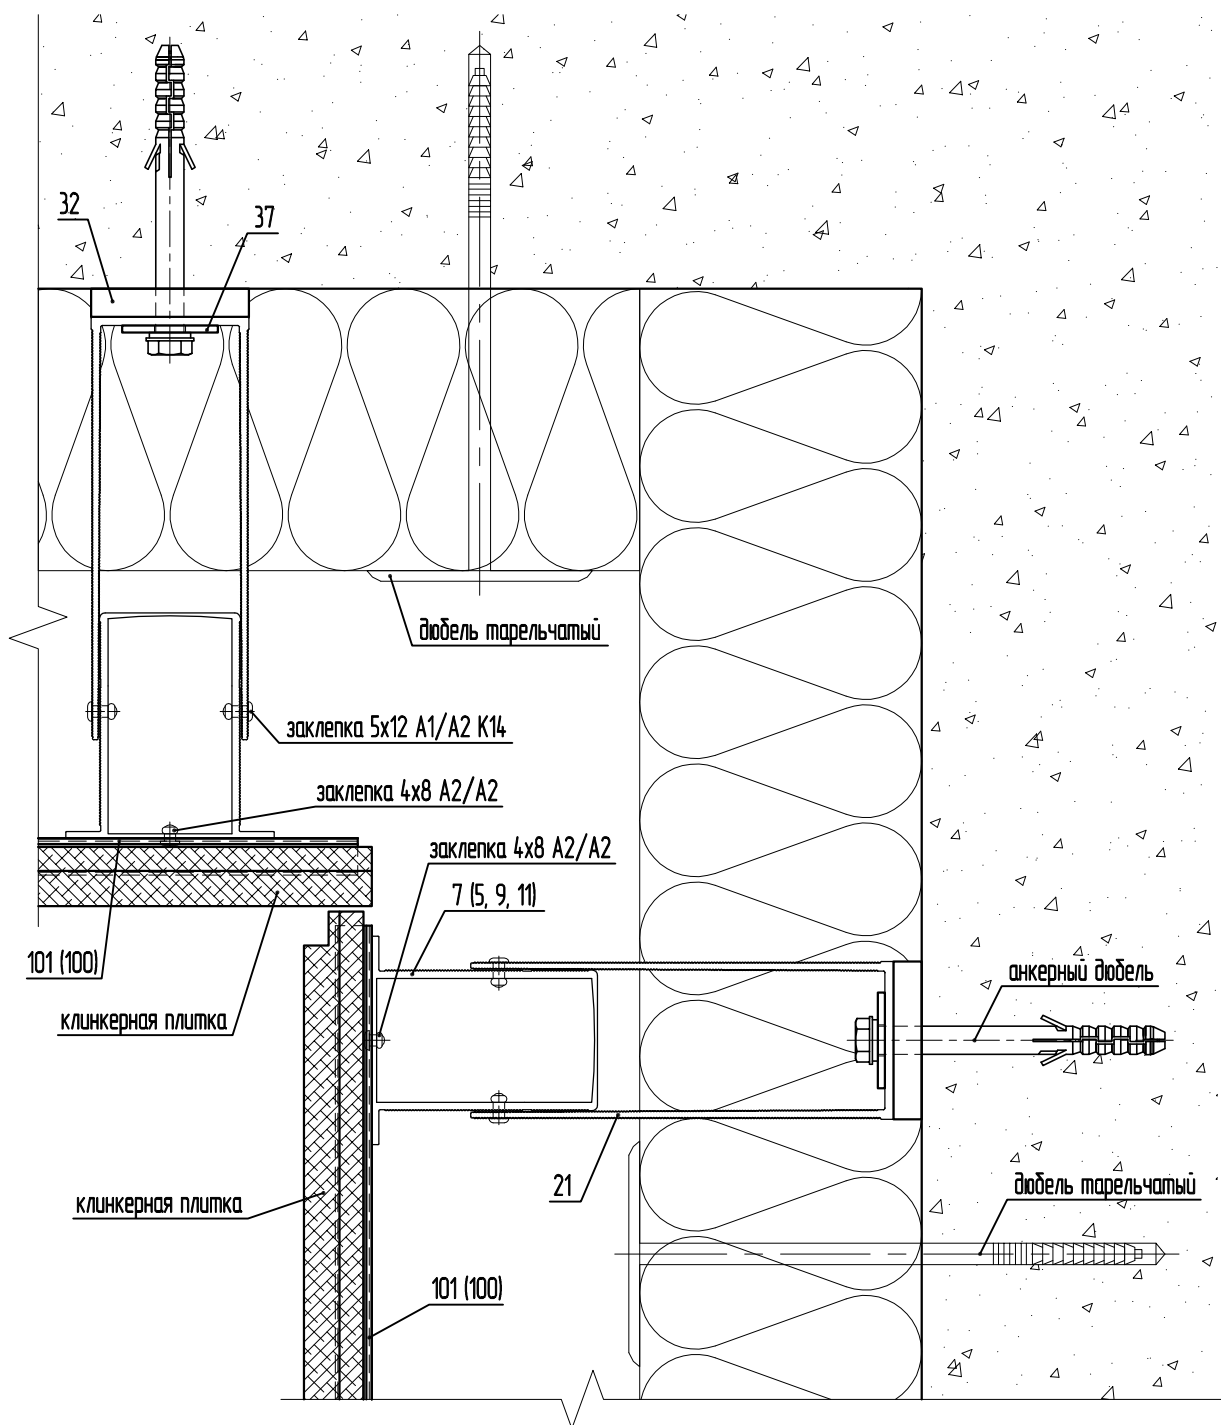 32
37
дюбель тарельчатый
заклепка 5х12 А1/А2 К14
заклепка 4х8 А2/А2
заклепка 4х8 А2/А2
7 (5, 9, 11)
101 (100)
анкерный дюбель
клинкерная плитка
21
дюбель тарельчатый
клинкерная плитка
101 (100)